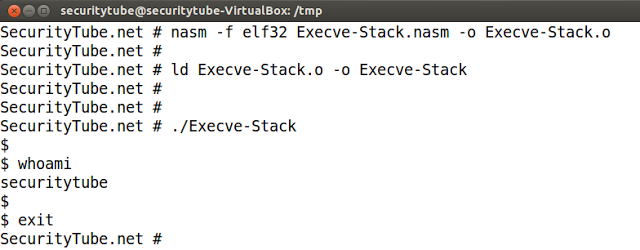 securitytube@securitytube-VirtualBox: /tmp
SecurityTube.net # nasm -f elf32 Execve-Stack.nasm -o Execve-Stack.o
SecurityTube.net #
SecurityTube.net # ld Execve-Stack.o -o Execve-Stack
SecurityTube.net #
SecurityTube.net #
SecurityTube.net # ./Execve-Stack
$
$ whoami
securitytube
$
$ exit
SecurityTube.net #